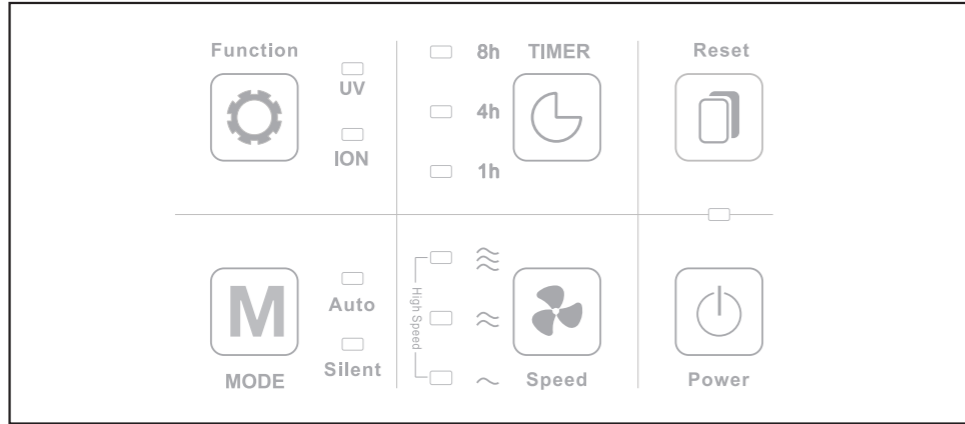 Function
UV
ION
8h TIMER
4h
1h
Reset
M
MODE
Auto
Silent
High Speed
Speed
Power